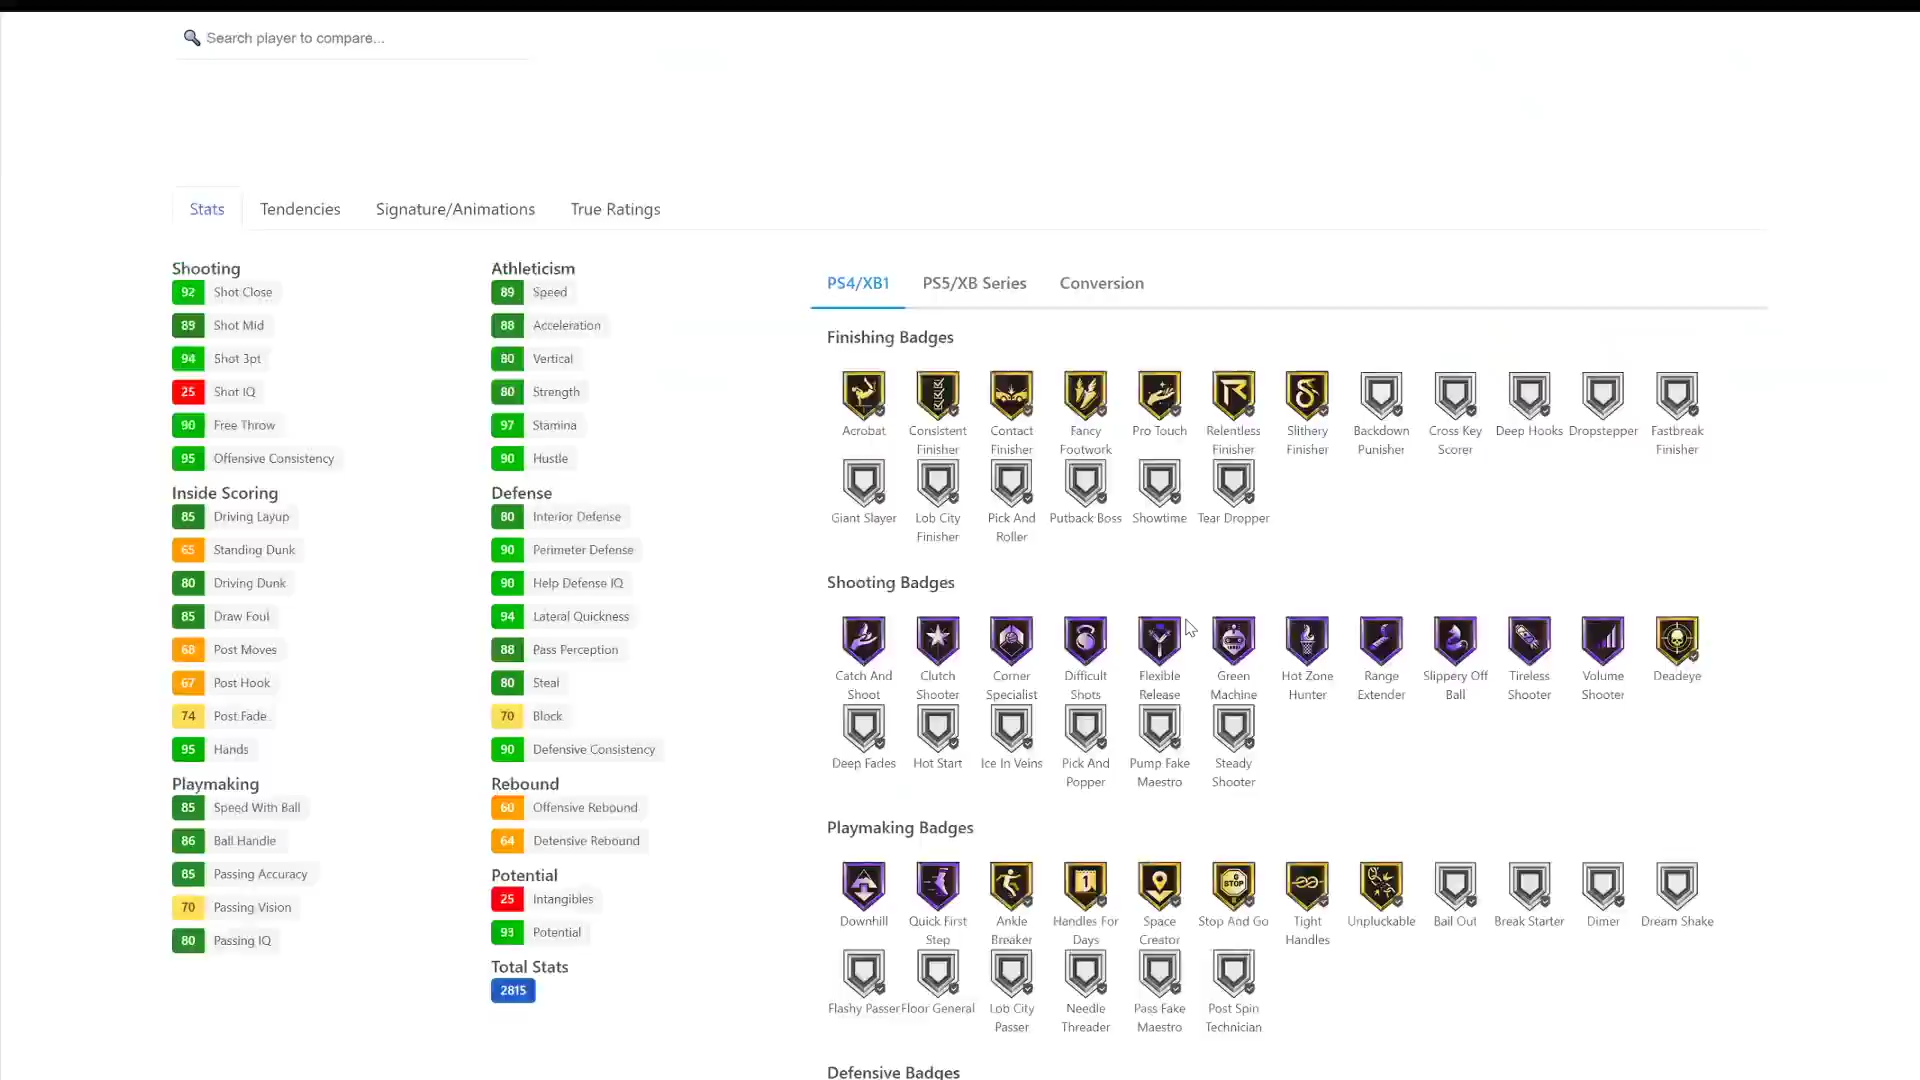 Search player to compare...
Stats Tendencies Signature/Animations True Ratings
Shooting
92 Shot Close
89 Shot Mid
94 Shot 3pt
25 Shot IQ
90 Free Throw
95 Offensive Consistency
Inside Scoring
85 Driving Layup
65 Standing Dunk
80 Driving Dunk
85 Draw Foul
68 Post Moves
67 Post Hook
74 Post Fade
95 Hands
Playmaking
85 Speed With Ball
86 Ball Handle
85 Passing Accuracy
70 Passing Vision
80 Passing IQ
Athleticism
89 Speed
88 Acceleration
80 Vertical
80 Strength
97 Stamina
90 Hustle
Defense
80 Interior Defense
90 Perimeter Defense
90 Help Defense IQ
94 Lateral Quickness
88 Pass Perception
80 Steal
70 Block
90 Defensive Consistency
Rebound
60 Offensive Rebound
64 Defensive Rebound
Potential
25 Intangibles
93 Potential
Total Stats
2815
PS4/XB1 PS5/XB Series Conversion
Finishing Badges
Acrobat Consistent Finisher Contact Finisher Fancy Footwork Pro Touch Relentless Finisher Slithery Finisher Backdown Punisher Cross Key Scorer Deep Hooks Dropstepper Fastbreak Finisher
Giant Slayer Lob City Finisher Pick And Roller Putback Boss Showtime Tear Dropper
Shooting Badges
Catch And Shoot Clutch Shooter Corner Specialist Difficult Shots Flexible Release Green Machine Hot Zone Hunter Range Extender Slippery Off Ball Tireless Shooter Volume Shooter Deadeye
Deep Fades Hot Start Ice In Veins Pick And Popper Pump Fake Maestro Steady Shooter
Playmaking Badges
1 STOP
Downhill Quick First Step Ankle Breaker Handles For Days Space Creator Stop And Go Tight Handles Unpluckable Bail Out Break Starter Dimer Dream Shake
Flashy Passer Floor General Lob City Passer Needle Threader Pass Fake Maestro Post Spin Technician
Defensive Badges